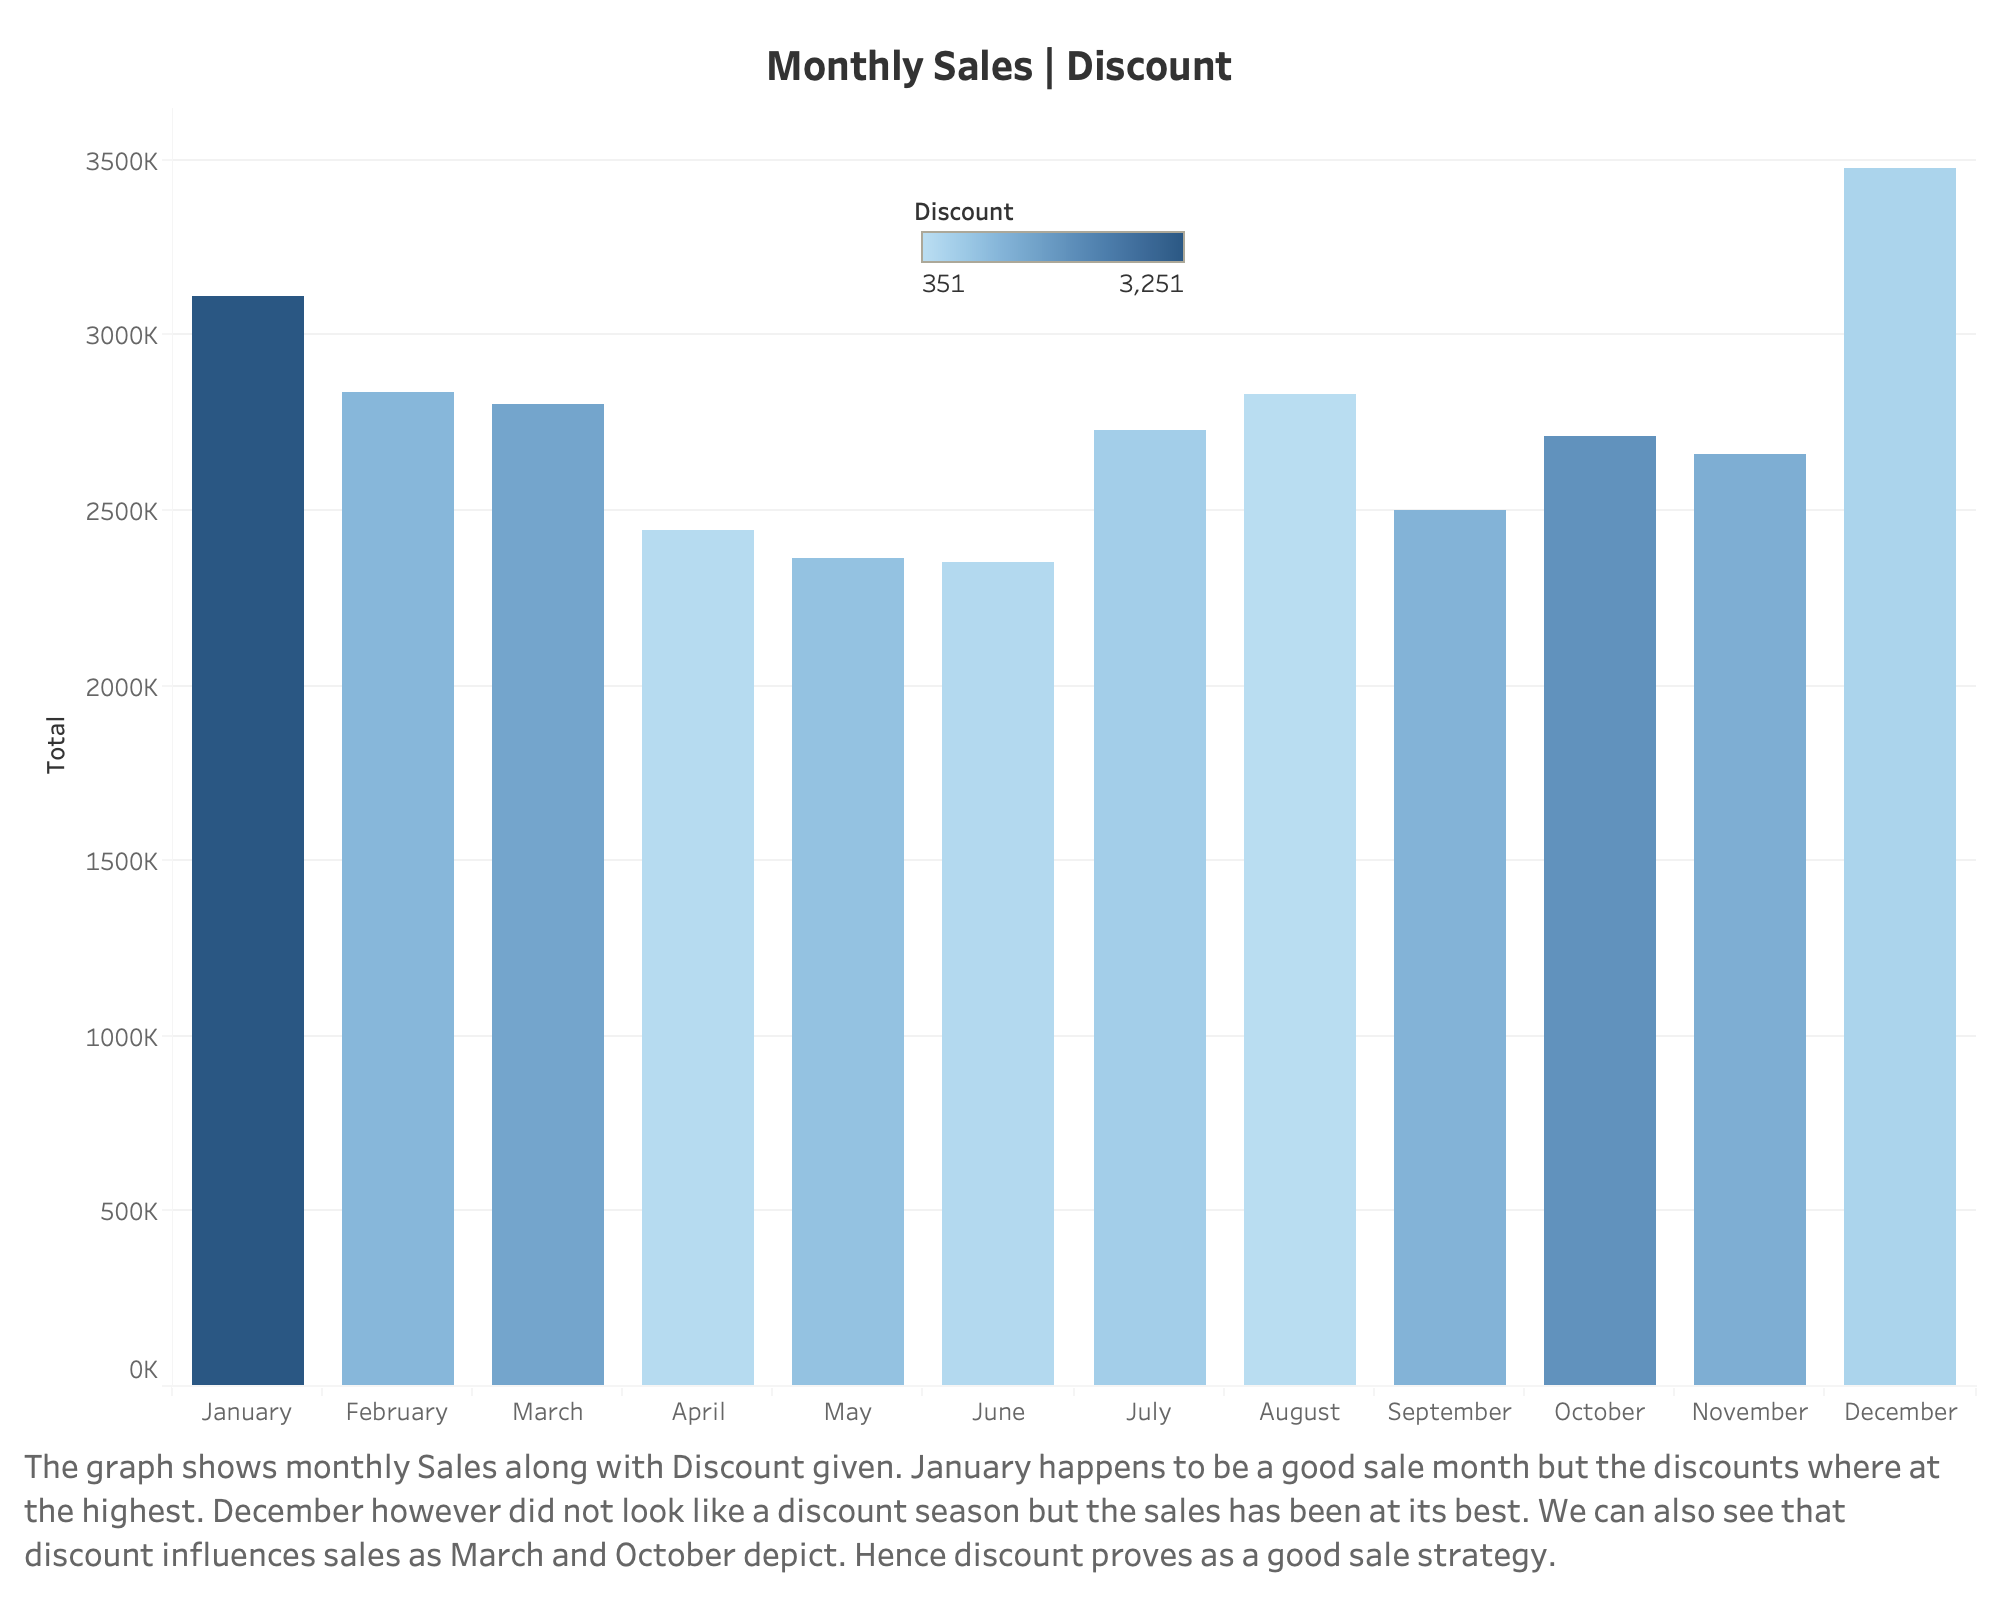 Monthly Sales | Discount
3500K
3000K
2500K
2000K
1500K
1000K
500K
0K
Total
Discount
351 3,251
January February March April May June July August September October November December
The graph shows monthly Sales along with Discount given. January happens to be a good sale month but the discounts where at
the highest. December however did not look like a discount season but the sales has been at its best. We can also see that
discount influences sales as March and October depict. Hence discount proves as a good sale strategy.